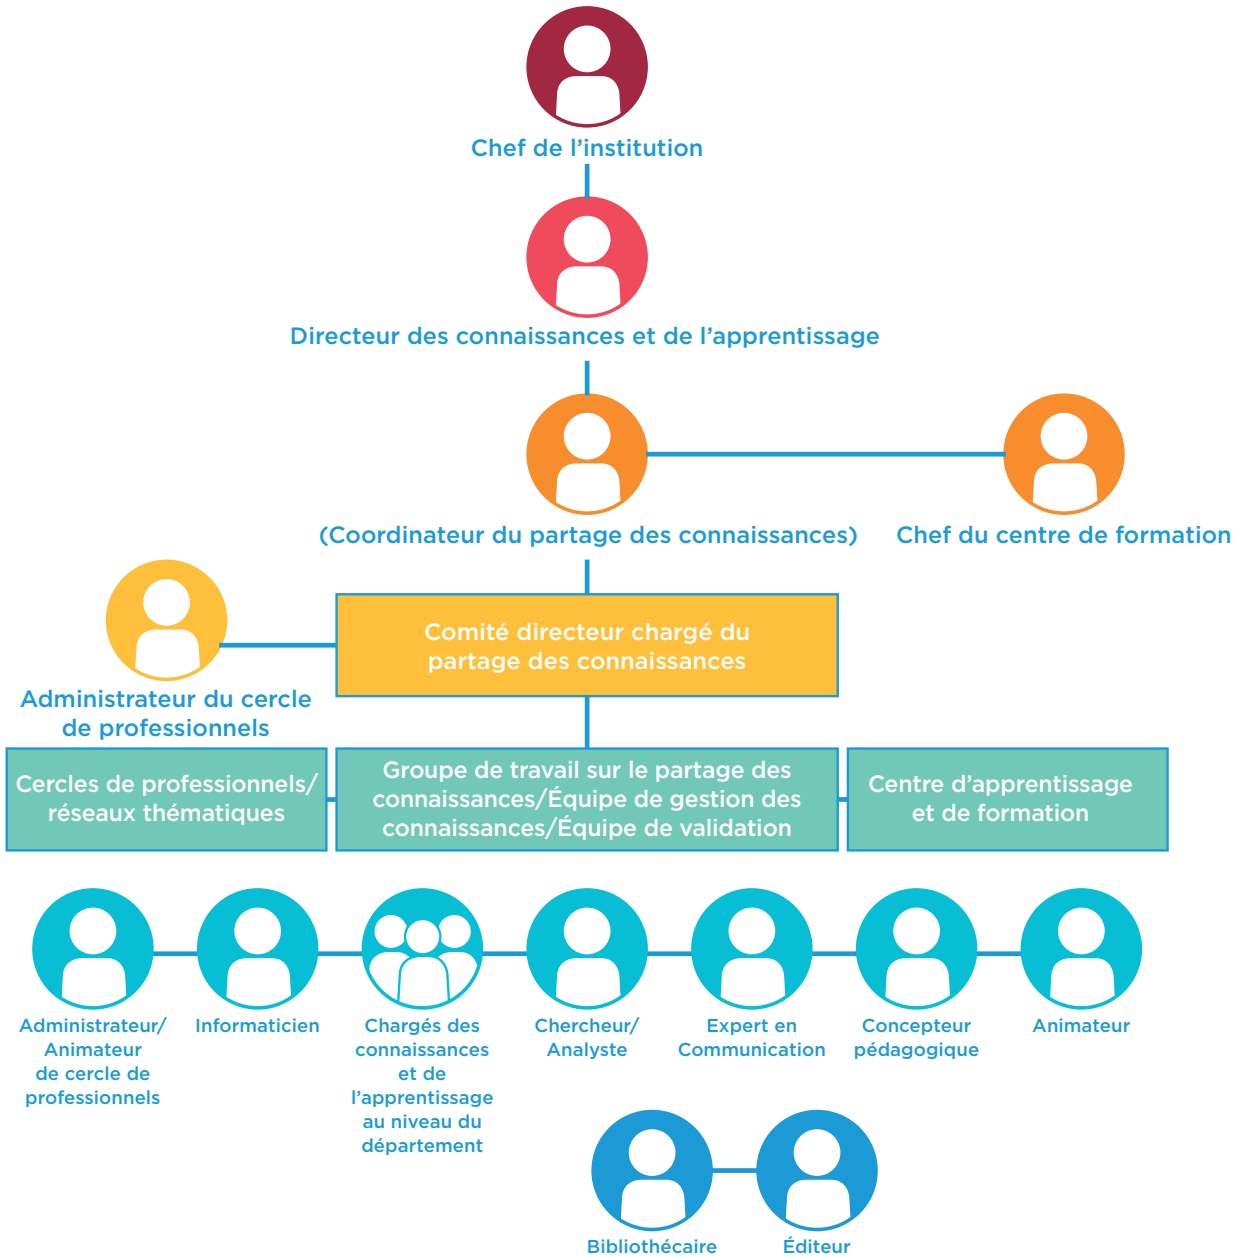 Chef de l’institution
Directeur des connaissances et de l’apprentissage
(Coordinateur du partage des connaissances)
Chef du centre de formation
Comité directeur chargé du
partage des connaissances
Administrateur du cercle
de professionnels
Cercles de professionnels/
réseaux thématiques
Groupe de travail sur le partage des
connaissances/Équipe de gestion des
connaissances/Équipe de validation
Centre d’apprentissage
et de formation
Administrateur/
Animateur
de cercle de
professionnels
Informaticien
Chargés des
connaissances
et de
l’apprentissage
au niveau du
département
Chercheur/
Analyste
Expert en
Communication
Concepteur
pédagogique
Animateur
Bibliothécaire
Éditeur